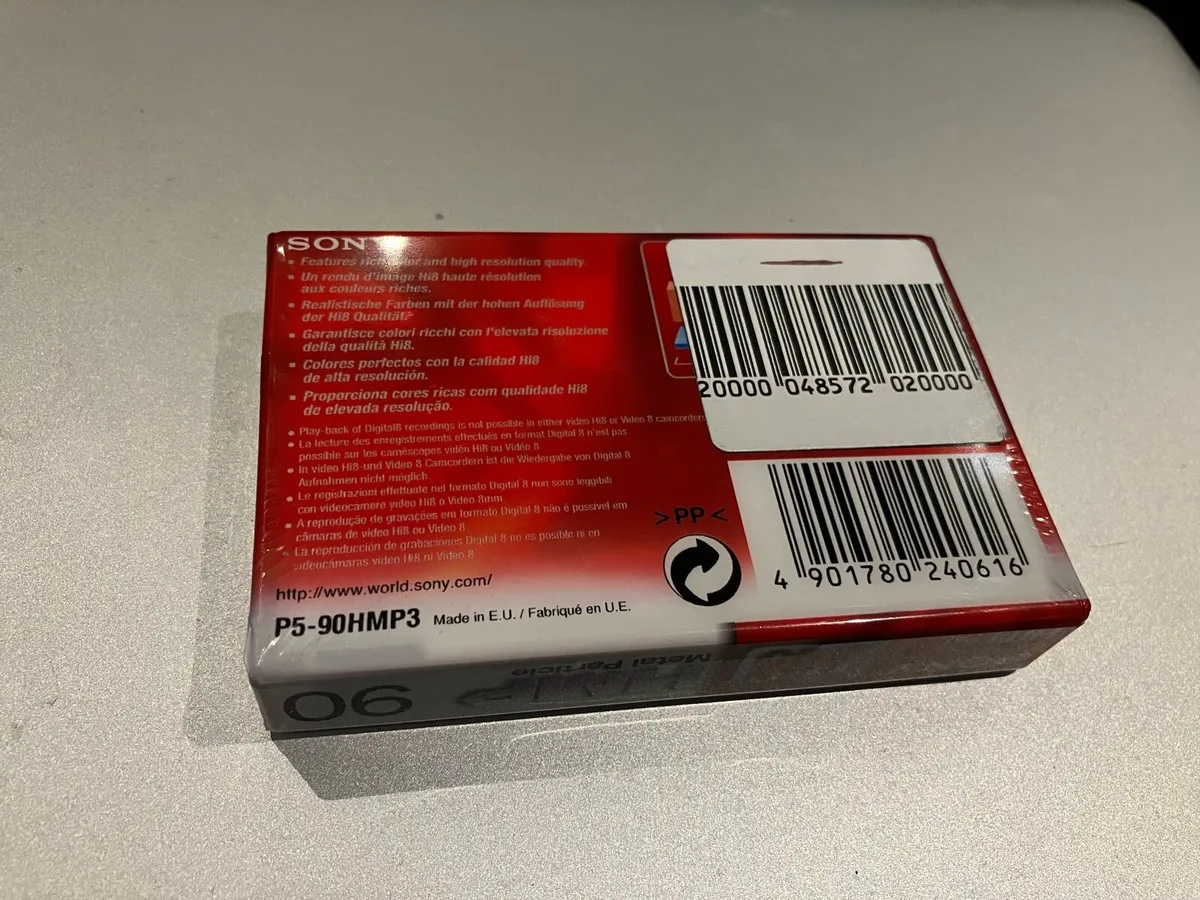 SONY
Features rich color and high resolution quality.
Un rendu d'image Hi8 haute résolution
aux couleurs riches.
Realistische Farben mit der hohen Auflösung
der Hi8 Qualität.
Garantisce colori ricchi con l'elevata risoluzione
della qualità Hi8.
Colores perfectos con la calidad Hi8
de alta resolución.
Proporciona cores ricas com qualidade Hi8
de elevada resolução.
Play-back of Digital8 recordings is not possible in either video Hi8 or Video 8 camcorders
La lecture des enregistrements effectués en format Digital 8 n'est pas
possible sur les caméscopes vidéo Hi8 ou Vidéo 8
In video Hi8-und Video 8 Camcordern ist die Wiedergabe von Digital 8
Aufnahmen nicht möglich.
Le registrazioni effettuate nel formato Digital 8 non sono leggibili
con videocamere video Hi8 o Video 8mm.
A reprodução de gravações em formato Digital 8 não é possivel em
câmaras de video Hi8 ou Video 8
La reproducción de grabaciones Digital 8 no es posible ni en
videocámaras video Hi8 ni Video 8
http://www.world.sony.com/
P5-90HMP3 Made in E.U. / Fabriqué en U.E.
20000 048572 020000
>PP<
4 901780 240616
90 HMP Metal Particle